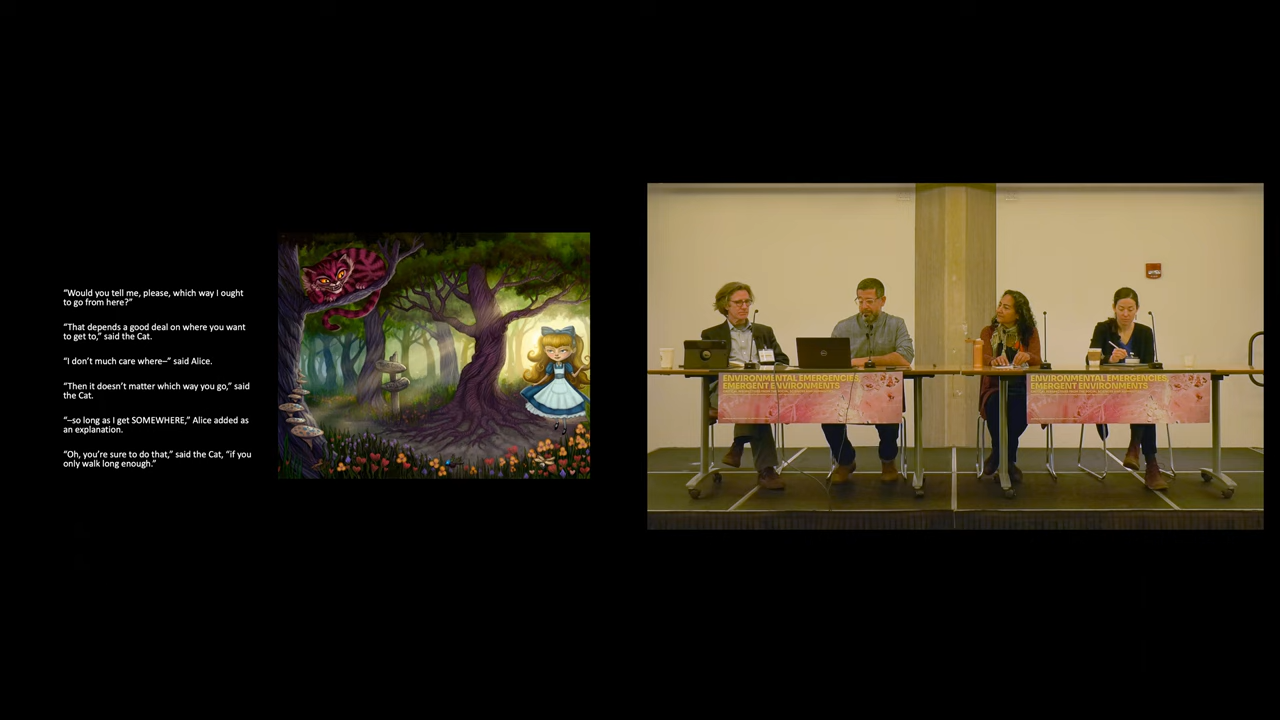 “Would you tell me, please, which way I ought
to go from here?”
“That depends a good deal on where you want
to get to,” said the Cat.
“I don’t much care where–” said Alice.
“Then it doesn’t matter which way you go,” said
the Cat.
“–so long as I get SOMEWHERE,” Alice added as
an explanation.
“Oh, you’re sure to do that,” said the Cat, “if you
only walk long enough.”
ENVIRONMENTAL EMERGENCIES
EMERGENT ENVIRONMENTS
ENVIRONMENTAL EMERGENCIES
EMERGENT ENVIRONMENTS